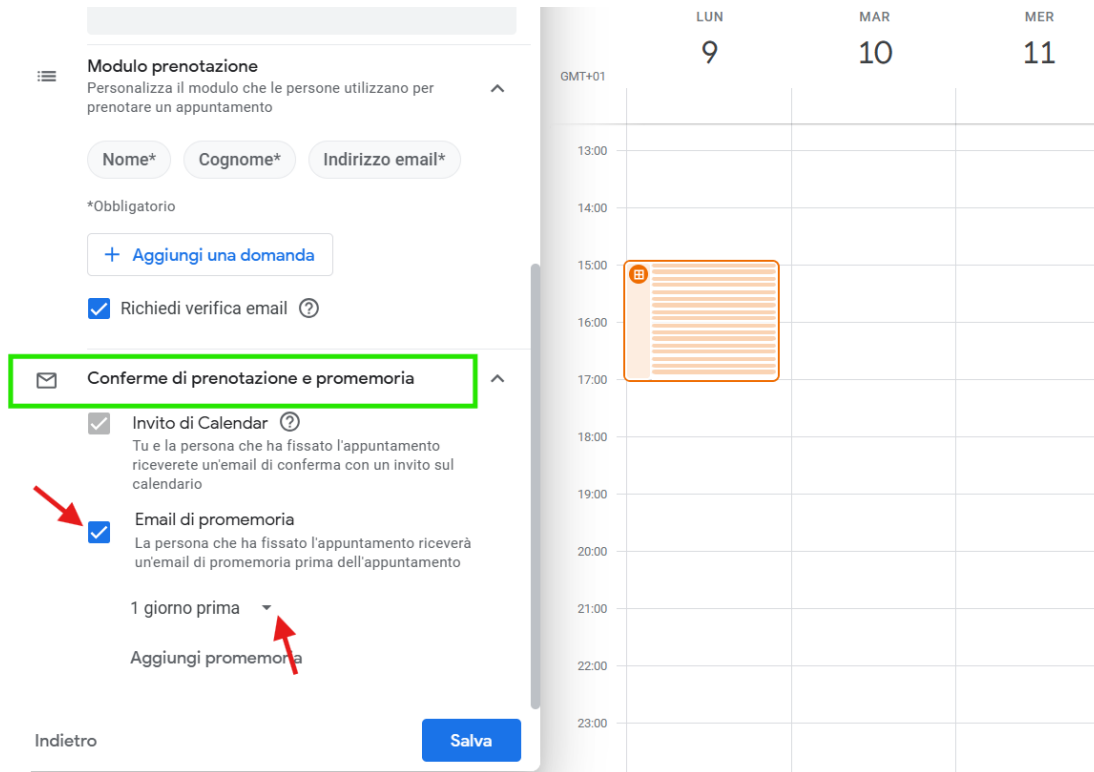 Modulo prenotazione
Personalizza il modulo che le persone utilizzano per
prenotare un appuntamento
Nome*
Cognome*
Indirizzo email*
*Obbligatorio
+ Aggiungi una domanda
Richiedi verifica email
Conferme di prenotazione e promemoria
Invito di Calendar
Tu e la persona che ha fissato l'appuntamento
riceverete un'email di conferma con un invito sul
calendario
Email di promemoria
La persona che ha fissato l'appuntamento riceverà
un'email di promemoria prima dell'appuntamento
1 giorno prima
Aggiungi promemoria
Indietro
Salva
LUN
9
MAR
10
MER
11
GMT+01
13:00
14:00
15:00
16:00
17:00
18:00
19:00
20:00
21:00
22:00
23:00